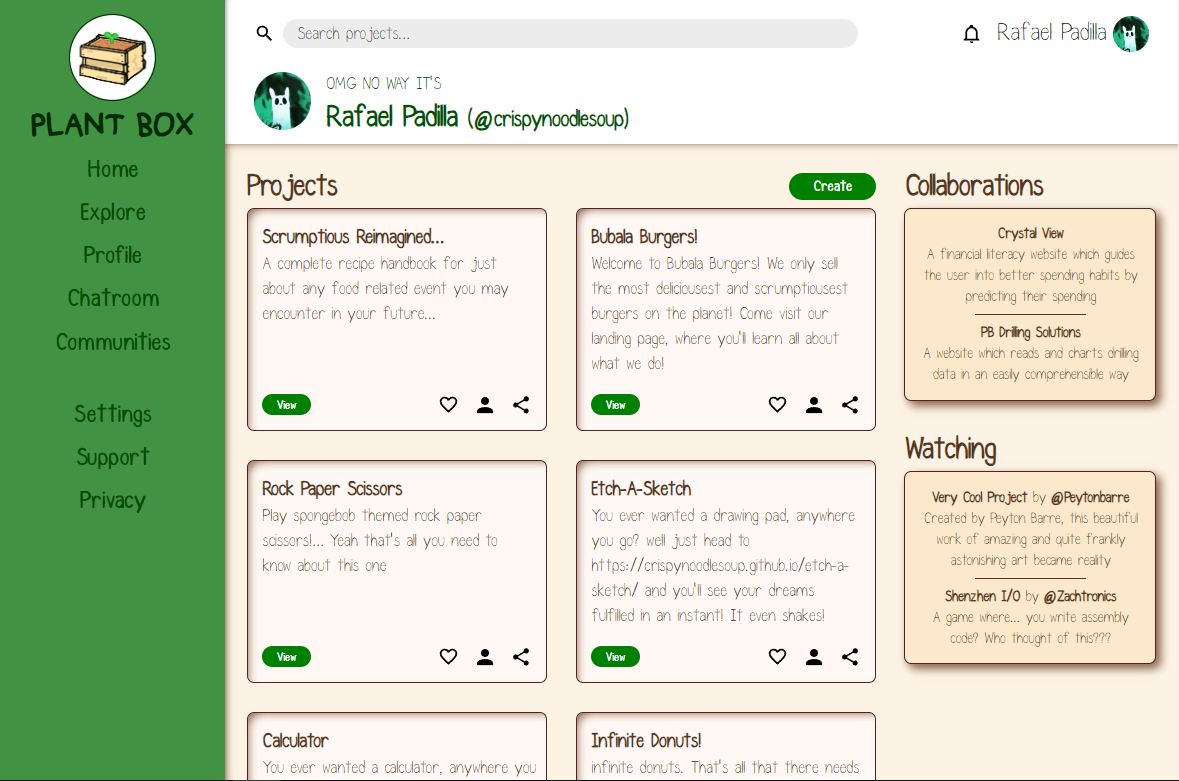 PLANT BOX
Home
Explore
Profile
Chatroom
Communities
Settings
Support
Privacy
Search projects...
Rafael Padilla
OMG NO WAY IT'S
Rafael Padilla (@crispynoodlesoup)
Projects
Create
Scrumptious Reimagined...
A complete recipe handbook for just
about any food related event you may
encounter in your future...
View
Bubala Burgers!
Welcome to Bubala Burgers! We only sell
the most deliciousest and scrumptiousest
burgers on the planet! Come visit our
landing page, where you'll learn all about
what we do!
View
Rock Paper Scissors
Play spongebob themed rock paper
scissors!... Yeah that's all you need to
know about this one
View
Etch-A-Sketch
You ever wanted a drawing pad, anywhere
you go? well just head to
https://crispynoodlesoup.github.io/etch-a-
sketch/ and you'll see your dreams
fulfilled in an instant! It even shakes!
View
Calculator
You ever wanted a calculator, anywhere you
Infinite Donuts!
infinite donuts. That's all that there needs
Collaborations
Crystal View
A financial literacy website which guides
the user into better spending habits by
predicting their spending
PB Drilling Solutions
A website which reads and charts drilling
data in an easily comprehensible way
Watching
Very Cool Project by @Peytonbarre
Created by Peyton Barre, this beautiful
work of amazing and quite frankly
astonishing art became reality
Shenzhen I/O by @Zachtronics
A game where... you write assembly
code? Who thought of this???